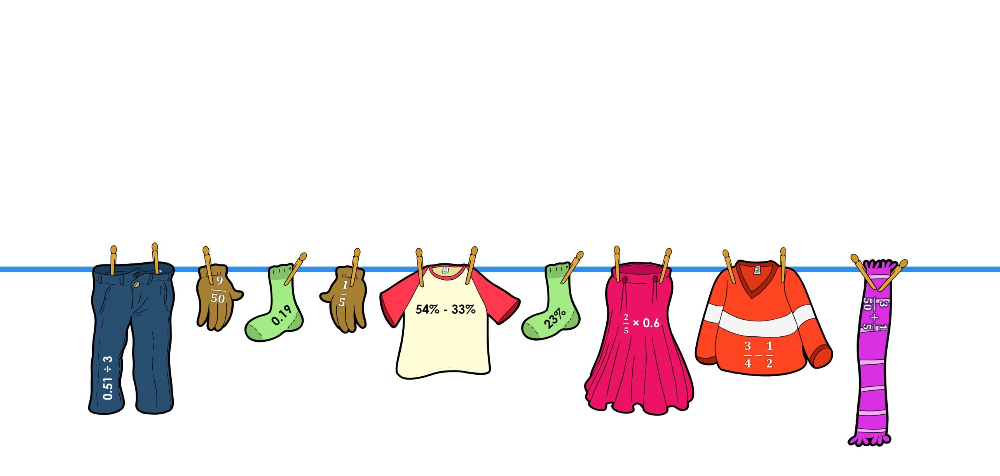 0.51 ÷ 3
9/50
0.19
1/5
54% - 33%
23%
2/5 × 0.6
3/4 − 1/2
3/50 + 1/5